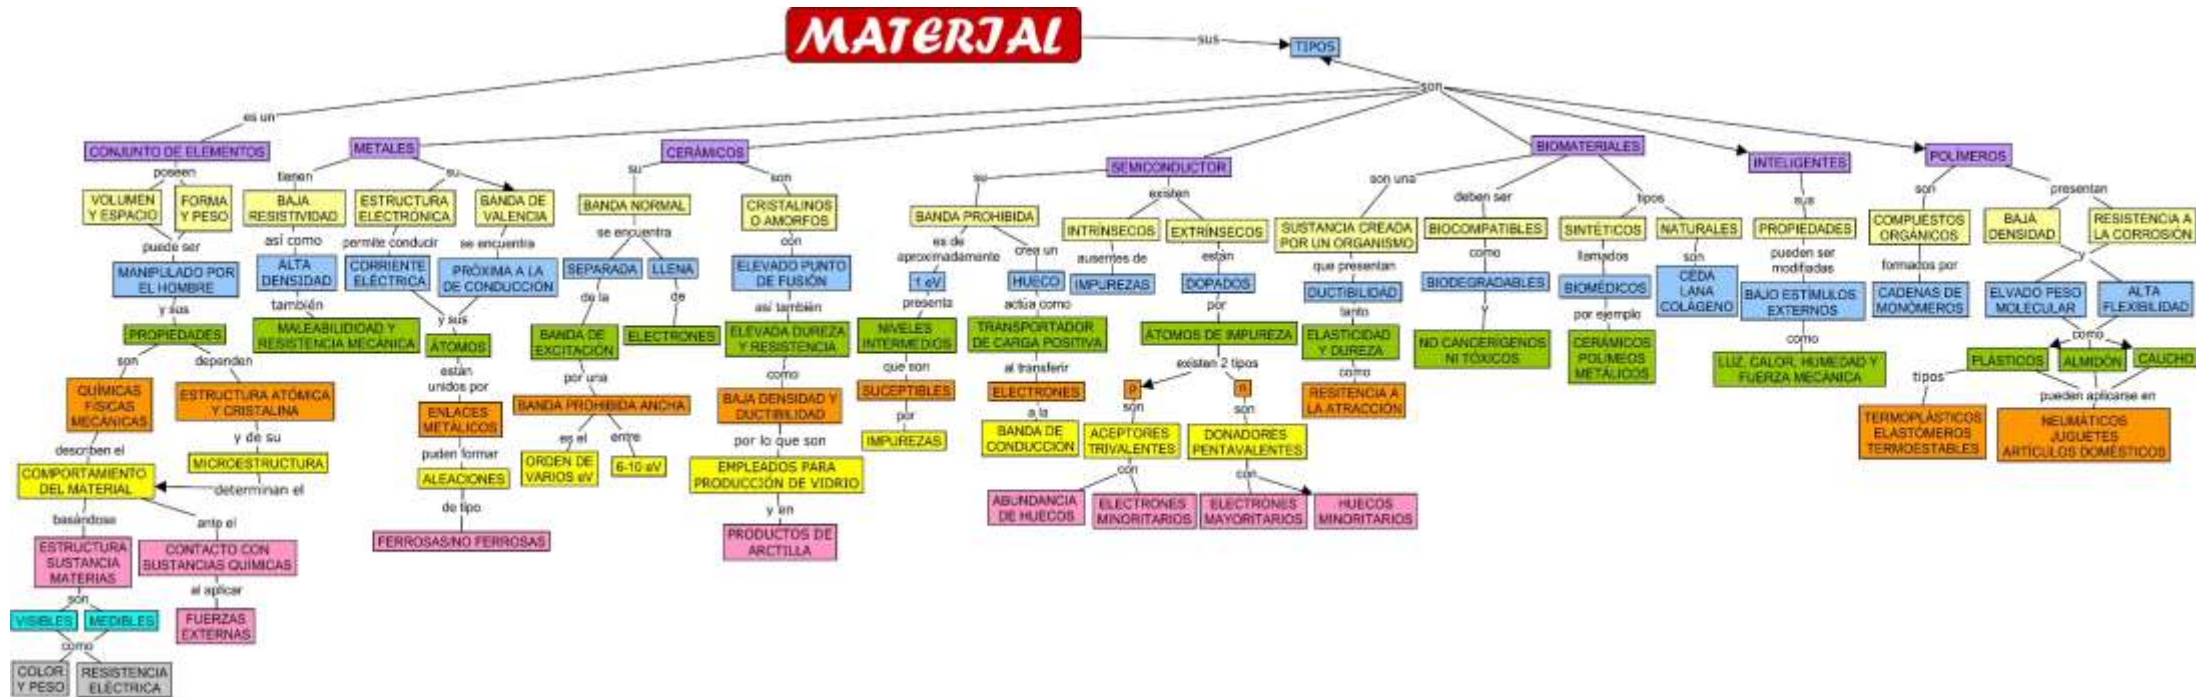 MATERIAL
sus
TIPOS
son
es un
CONJUNTO DE ELEMENTOS
poseen
VOLUMEN
Y ESPACIO
FORMA
Y PESO
puede ser
MANIPULADO POR
EL HOMBRE
y sus
PROPIEDADES
son
dependen
QUÍMICAS
FíSICAS
MECÁNICAS
ESTRUCTURA ATÓMICA
Y CRISTALINA
describen el
y de su
MICROESTRUCTURA
COMPORTAMIENTO
DEL MATERIAL
determinan el
basándose
ante el
ESTRUCTURA
SUSTANCIA
MATERIAS
CONTACTO CON
SUSTANCIAS QUÍMICAS
son
al aplicar
VISIBLES
MEDIBLES
FUERZAS
EXTERNAS
como
COLOR
Y PESO
RESISTENCIA
ELÉCTRICA
METALES
tienen
su
BAJA
RESISTIVIDAD
ESTRUCTURA
ELECTRÓNICA
BANDA DE
VALENCIA
así como
permite conducir
se encuentra
ALTA
DENSIDAD
CORRIENTE
ELÉCTRICA
PRÓXIMA A LA
DE CONDUCCIÓN
también
y sus
MALEABILIDIDAD Y
RESISTENCIA MECÁNICA
ÁTOMOS
están
unidos por
ENLACES
METÁLICOS
puden formar
ALEACIONES
de tipo
FERROSAS/NO FERROSAS
CERÁMICOS
su
son
BANDA NORMAL
CRISTALINOS
O AMORFOS
se encuentra
con
SEPARADA
LLENA
ELEVADO PUNTO
DE FUSIÓN
de la
de
así también
BANDA DE
EXCITACIÓN
ELECTRONES
ELEVADA DUREZA
Y RESISTENCIA
por una
como
BANDA PROHIBIDA ANCHA
BAJA DENSIDAD Y
DUCTIBILIDAD
es el
entre
por lo que son
ORDEN DE
VARIOS eV
6-10 eV
EMPLEADOS PARA
PRODUCCIÓN DE VIDRIO
y en
PRODUCTOS DE
ARCTILLA
SEMICONDUCTOR
su
existen
BANDA PROHIBIDA
INTRÍNSECOS
EXTRÍNSECOS
es de
aproximadamente
crea un
ausentes de
están
1 eV
HUECO
IMPUREZAS
DOPADOS
presenta
actúa como
por
NIVELES
INTERMEDIOS
TRANSPORTADOR
DE CARGA POSITIVA
ATOMOS DE IMPUREZA
que son
al transferir
existen 2 tipos
SUCEPTIBLES
ELECTRONES
p
n
por
a la
son
son
IMPUREZAS
BANDA DE
CONDUCCIÓN
ACEPTORES
TRIVALENTES
DONADORES
PENTAVALENTES
con
con
ABUNDANCIA
DE HUECOS
ELECTRONES
MINORITARIOS
ELECTRONES
MAYORITARIOS
HUECOS
MINORITARIOS
BIOMATERIALES
son una
deben ser
tipos
SUSTANCIA CREADA
POR UN ORGANISMO
BIOCOMPATIBLES
SINTÉTICOS
NATURALES
que presentan
como
llamados
son
DUCTIBILIDAD
BIODEGRADABLES
BIOMÉDICOS
CEDA
LANA
COLÁGENO
tanto
y
por ejemplo
ELASTICIDAD
Y DUREZA
NO CANCERÍGENOS
NI TÓXICOS
CERÁMICOS
POLÍMEOS
METÁLICOS
como
RESITENCIA A
LA ATRACCIÓN
INTELIGENTES
sus
PROPIEDADES
pueden ser
modifadas
BAJO ESTÍMULOS
EXTERNOS
como
LUZ, CALOR, HUMEDAD Y
FUERZA MECÁNICA
POLÍMEROS
son
presentan
COMPUESTOS
ORGÁNICOS
BAJA
DENSIDAD
RESISTENCIA A
LA CORROSIÓN
formados por
y
CADENAS DE
MONÓMEROS
ELVADO PESO
MOLECULAR
ALTA
FLEXIBILIDAD
como
PLÁSTICOS
ALMIDÓN
CAUCHO
tipos
pueden aplicarse en
TERMOPLÁSTICOS
ELASTÓMEROS
TERMOESTABLES
NEUMÁTICOS
JUGUETES
ARTÍCULOS DOMÉSTICOS